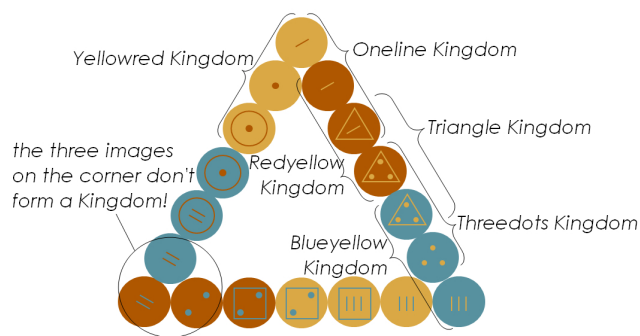 Yellowred Kingdom
Oneline Kingdom
Triangle Kingdom
the three images
on the corner don't
form a Kingdom!
Redyellow
Kingdom
Threedots Kingdom
Blueyellow
Kingdom